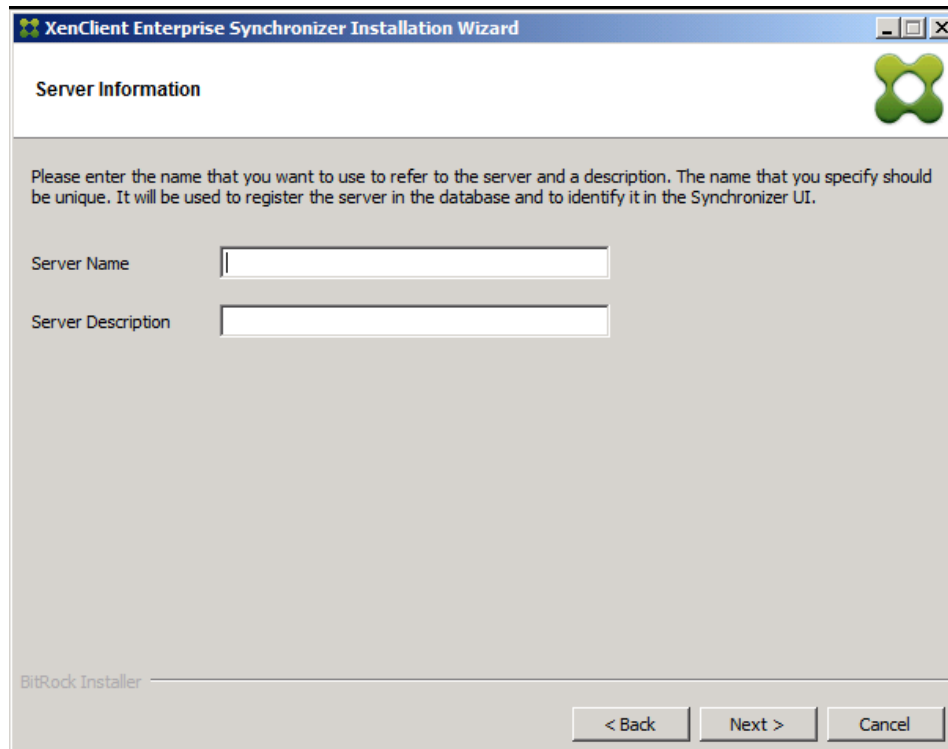 XenClient Enterprise Synchronizer Installation Wizard
Server Information
Please enter the name that you want to use to refer to the server and a description. The name that you specify should
be unique. It will be used to register the server in the database and to identify it in the Synchronizer UI.
Server Name
Server Description
BitRock Installer
< Back Next > Cancel